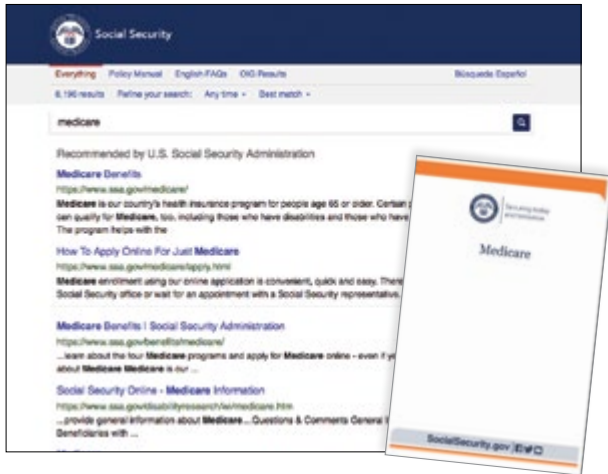 Social Security
Everything Policy Manual English FAQs OIG Results Búsqueda Español
6,196 results Refine your search: Any time Best match
medicare
Recommended by U.S. Social Security Administration
Medicare Benefits
https://www.ssa.gov/medicare/
Medicare is our country's health insurance program for people age 65 or older. Certain
can qualify for Medicare, too, including those who have disabilities and those who have
The program helps with the
How To Apply Online For Just Medicare
https://www.ssa.gov/medicare/apply.html
Medicare enrollment using our online application is convenient, quick and easy. There
Social Security office or wait for an appointment with a Social Security representative.
Medicare Benefits | Social Security Administration
https://www.ssa.gov/benefits/medicare/
...learn about the four Medicare programs and apply for Medicare online - even if
about Medicare Medicare is our ...
Social Security Online - Medicare Information
https://www.ssa.gov/disabilityresearch/wi/medicare.htm
...provide general information about Medicare... Questions & Comments General
Beneficiaries with ...
Securing today
and tomorrow
Medicare
SocialSecurity.gov